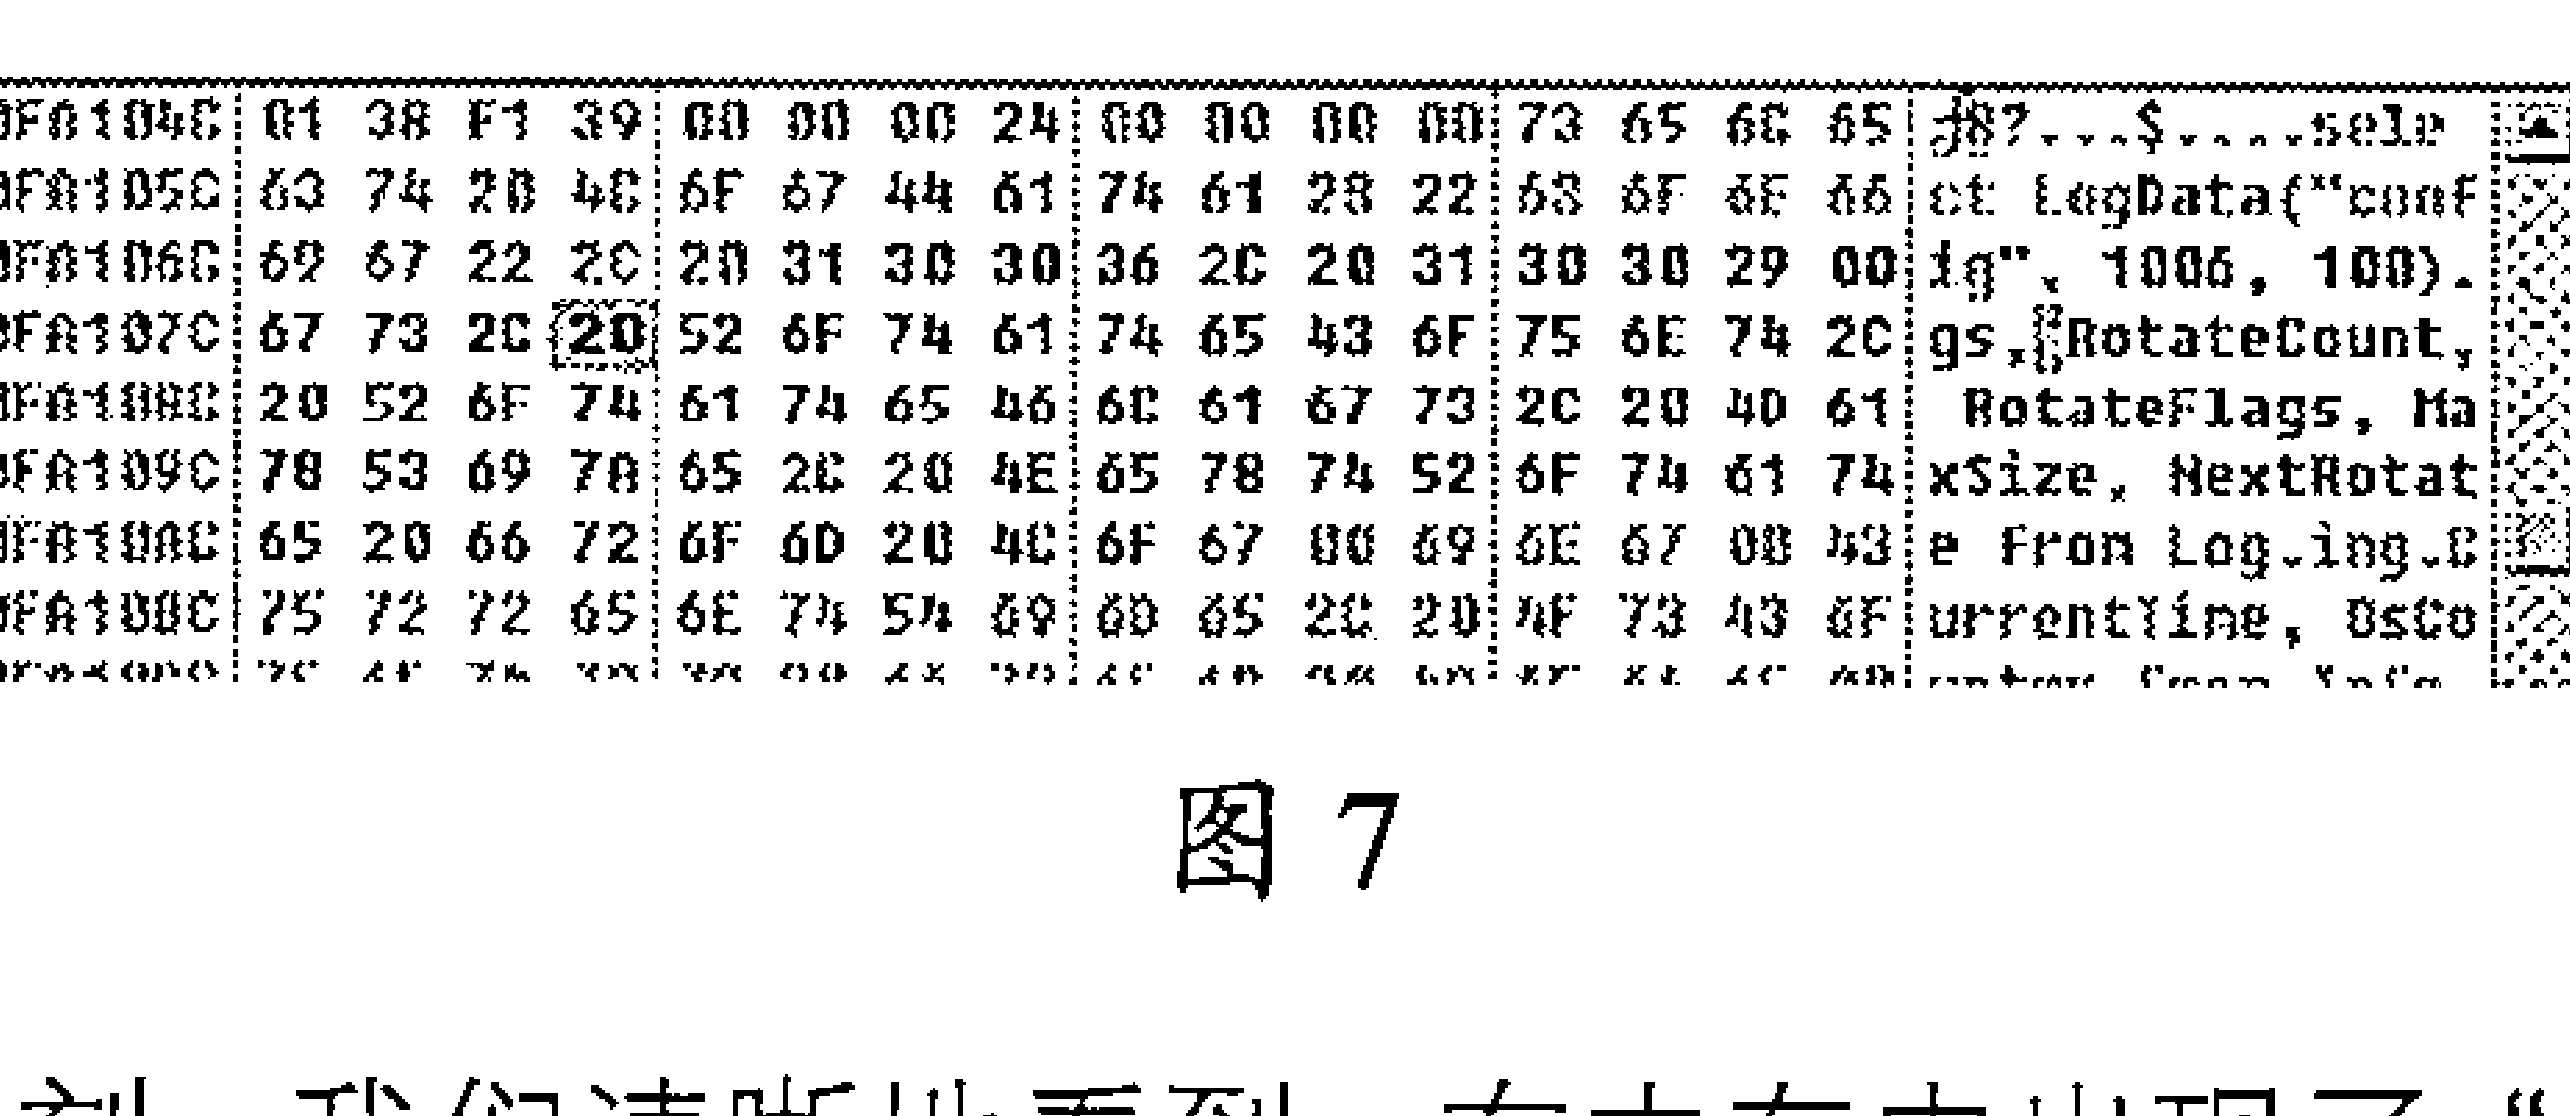 0FA104C 01 38 F1 39 00 00 00 24 00 00 00 00 73 65 6C 65 j8?...$....sele
0FA105C 63 74 20 4C 6F 67 44 61 74 61 28 22 63 6F 6E 66 ct LogData("conf
0FA106C 69 67 22 2C 20 31 30 30 36 2C 20 31 30 30 29 00 ig", 1006, 100).
0FA107C 67 73 2C 20 52 6F 74 61 74 65 43 6F 75 6E 74 2C gs, RotateCount,
0FA108C 20 52 6F 74 61 74 65 46 6C 61 67 73 2C 20 4D 61 RotateFlags, Ma
0FA109C 78 53 69 7A 65 2C 20 4E 65 78 74 52 6F 74 61 74 xSize, NextRotat
0FA10AC 65 20 66 72 6F 6D 20 4C 6F 67 00 69 6E 67 00 43 e from Log.ing.C
0FA10BC 75 72 72 65 6E 74 54 69 6D 65 2C 20 4F 73 43 6F urrentTime, OsCo
图 7